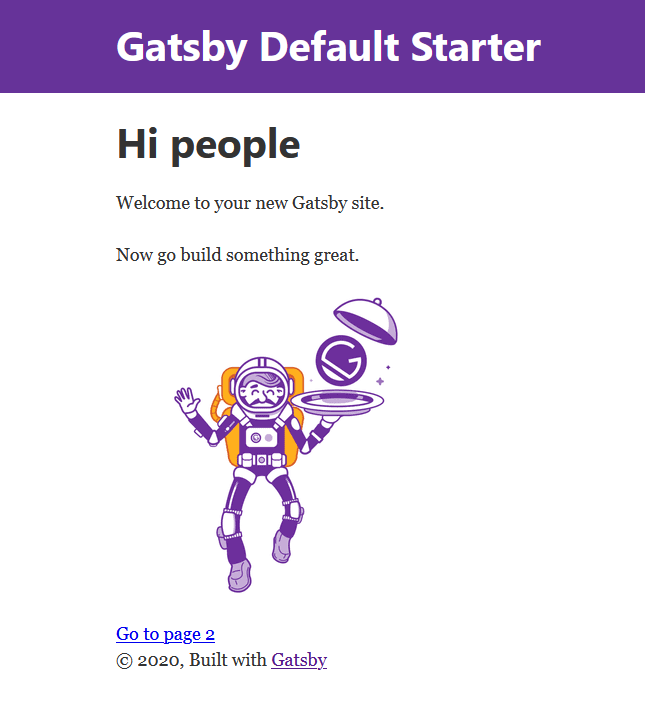 Gatsby Default Starter
Hi people
Welcome to your new Gatsby site.
Now go build something great.
Go to page 2
© 2020, Built with Gatsby